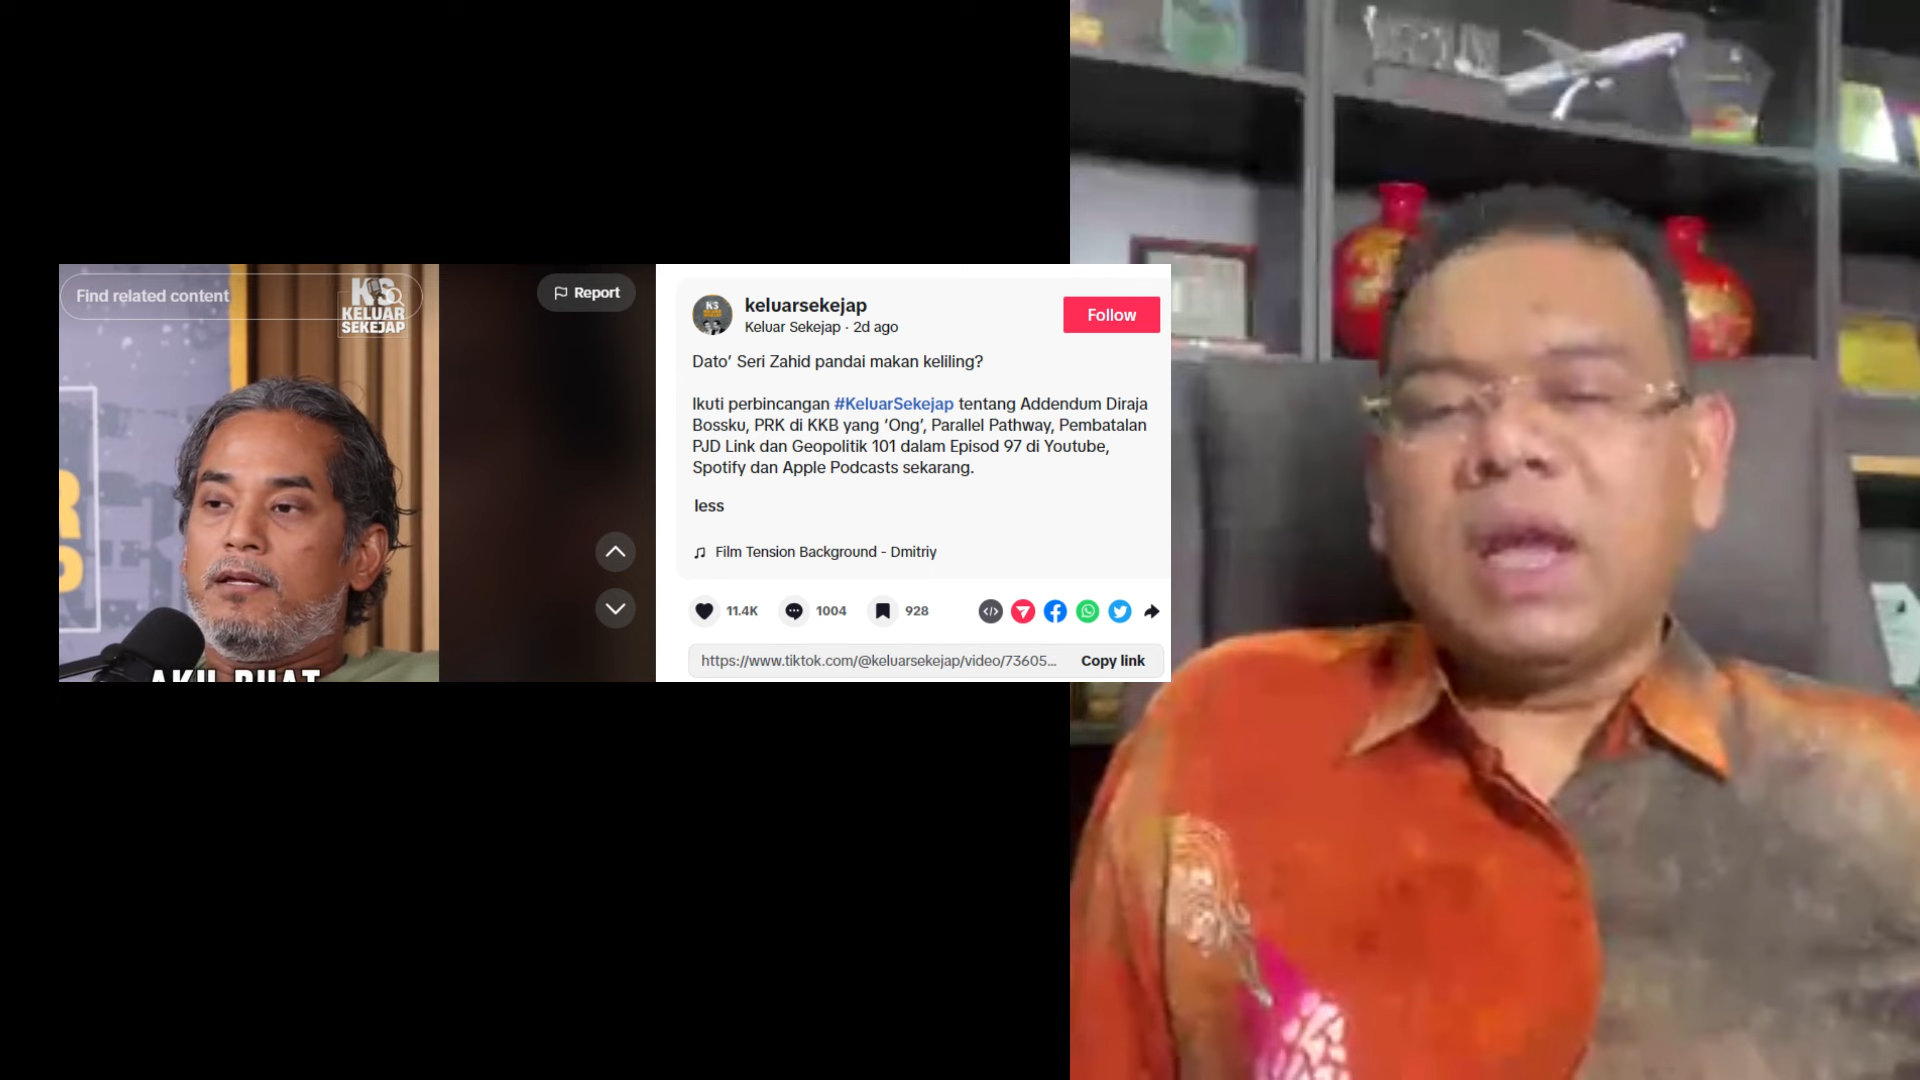 Find related content
KS
KELUAR
SEKEJAP
Report
keluarsekejap
Keluar Sekejap · 2d ago
Follow
Dato’ Seri Zahid pandai makan keliling?
Ikuti perbincangan #KeluarSekejap tentang Addendum Diraja
Bossku, PRK di KKB yang ‘Ong’, Parallel Pathway, Pembatalan
PJD Link dan Geopolitik 101 dalam Episod 97 di Youtube,
Spotify dan Apple Podcasts sekarang.
less
Film Tension Background - Dmitriy
11.4K
1004
928
https://www.tiktok.com/@keluarsekejap/video/73605...
Copy link